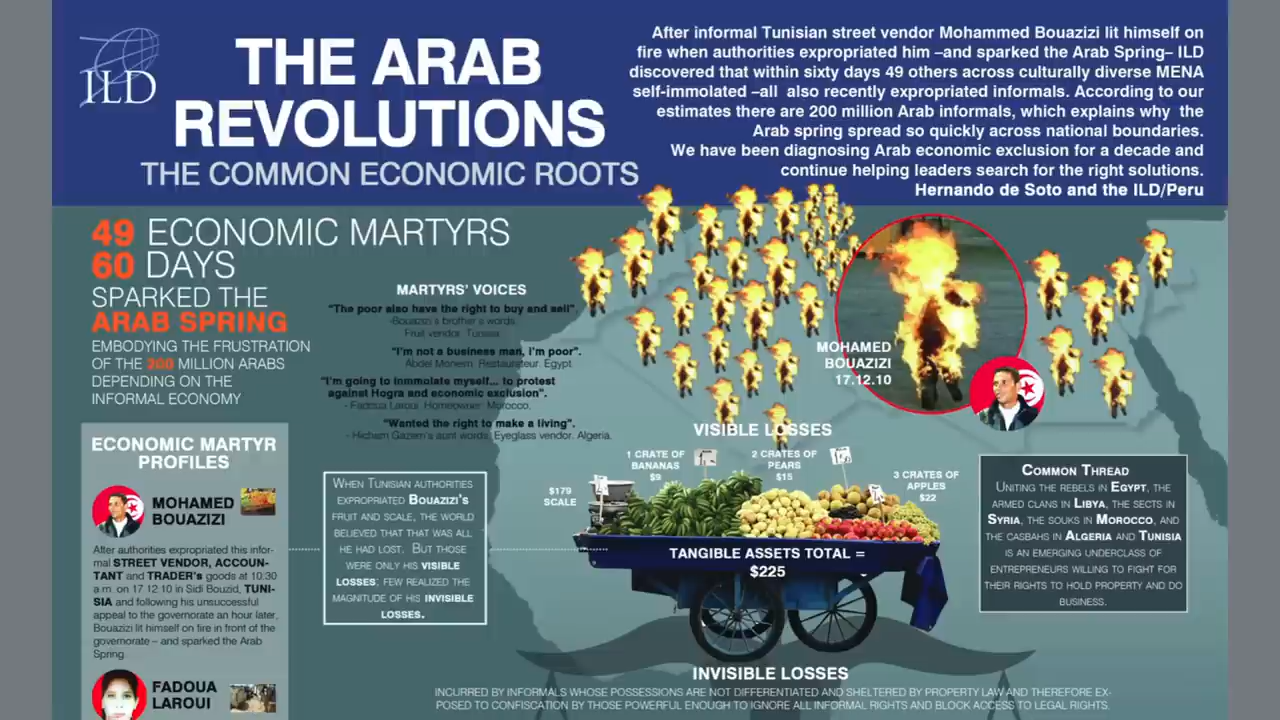 ILD
THE ARAB
REVOLUTIONS
THE COMMON ECONOMIC ROOTS
After informal Tunisian street vendor Mohammed Bouazizi lit himself on
fire when authorities expropriated him –and sparked the Arab Spring– ILD
discovered that within sixty days 49 others across culturally diverse MENA
self-immolated –all also recently expropriated informals. According to our
estimates there are 200 million Arab informals, which explains why the
Arab spring spread so quickly across national boundaries.
We have been diagnosing Arab economic exclusion for a decade and
continue helping leaders search for the right solutions.
Hernando de Soto and the ILD/Peru
49 ECONOMIC MARTYRS
60 DAYS
SPARKED THE
ARAB SPRING
EMBODYING THE FRUSTRATION
OF THE 200 MILLION ARABS
DEPENDING ON THE
INFORMAL ECONOMY
MARTYRS' VOICES
"The poor also have the right to buy and sell".
-Bouazizi's brother's words.
Fruit vendor. Tunisia.
"I'm not a business man, i'm poor".
Abdel Monem. Restaurateur. Egypt
"I'm going to immolate myself... to protest
against Hogra and economic exclusion".
- Fadoua Laroui. Homeowner. Morocco.
"Wanted the right to make a living".
- Hicham Gazem's aunt words. Eyeglass vendor. Algeria.
MOHAMED
BOUAZIZI
17.12.10
ECONOMIC MARTYR
PROFILES
MOHAMED
BOUAZIZI
After authorities expropriated this infor-
mal STREET VENDOR, ACCOUN-
TANT and TRADER's goods at 10:30
a.m. on 17.12.10 in Sidi Bouzid, TUNI-
SIA and following his unsuccessful
appeal to the governorate an hour later,
Bouazizi lit himself on fire in front of the
governorate – and sparked the Arab
Spring
FADOUA
LAROUI
WHEN TUNISIAN AUTHORITIES
EXPROPRIATED BOUAZIZI'S
FRUIT AND SCALE, THE WORLD
BELIEVED THAT THAT WAS ALL
HE HAD LOST. BUT THOSE
WERE ONLY HIS VISIBLE
LOSSES: FEW REALIZED THE
MAGNITUDE OF HIS INVISIBLE
LOSSES.
VISIBLE LOSSES
$179
SCALE
1 CRATE OF
BANANAS
$9
2 CRATES OF
PEARS
$15
3 CRATES OF
APPLES
$22
TANGIBLE ASSETS TOTAL =
$225
COMMON THREAD
UNITING THE REBELS IN EGYPT, THE
ARMED CLANS IN LIBYA, THE SECTS IN
SYRIA, THE SOUKS IN MOROCCO, AND
THE CASBAHS IN ALGERIA AND TUNISIA
IS AN EMERGING UNDERCLASS OF
ENTREPRENEURS WILLING TO FIGHT FOR
THEIR RIGHTS TO HOLD PROPERTY AND DO
BUSINESS.
INVISIBLE LOSSES
INCURRED BY INFORMALS WHOSE POSSESSIONS ARE NOT DIFFERENTIATED AND SHELTERED BY PROPERTY LAW AND THEREFORE EX-
POSED TO CONFISCATION BY THOSE POWERFUL ENOUGH TO IGNORE ALL INFORMAL RIGHTS AND BLOCK ACCESS TO LEGAL RIGHTS.